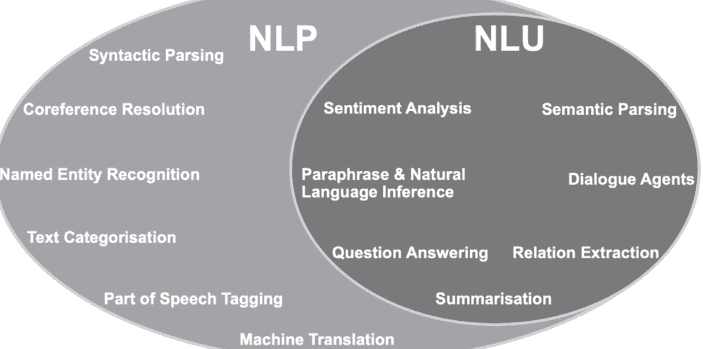 NLP
NLU
Syntactic Parsing
Coreference Resolution
Sentiment Analysis
Semantic Parsing
Named Entity Recognition
Paraphrase & Natural
Language Inference
Dialogue Agents
Text Categorisation
Question Answering
Relation Extraction
Part of Speech Tagging
Summarisation
Machine Translation